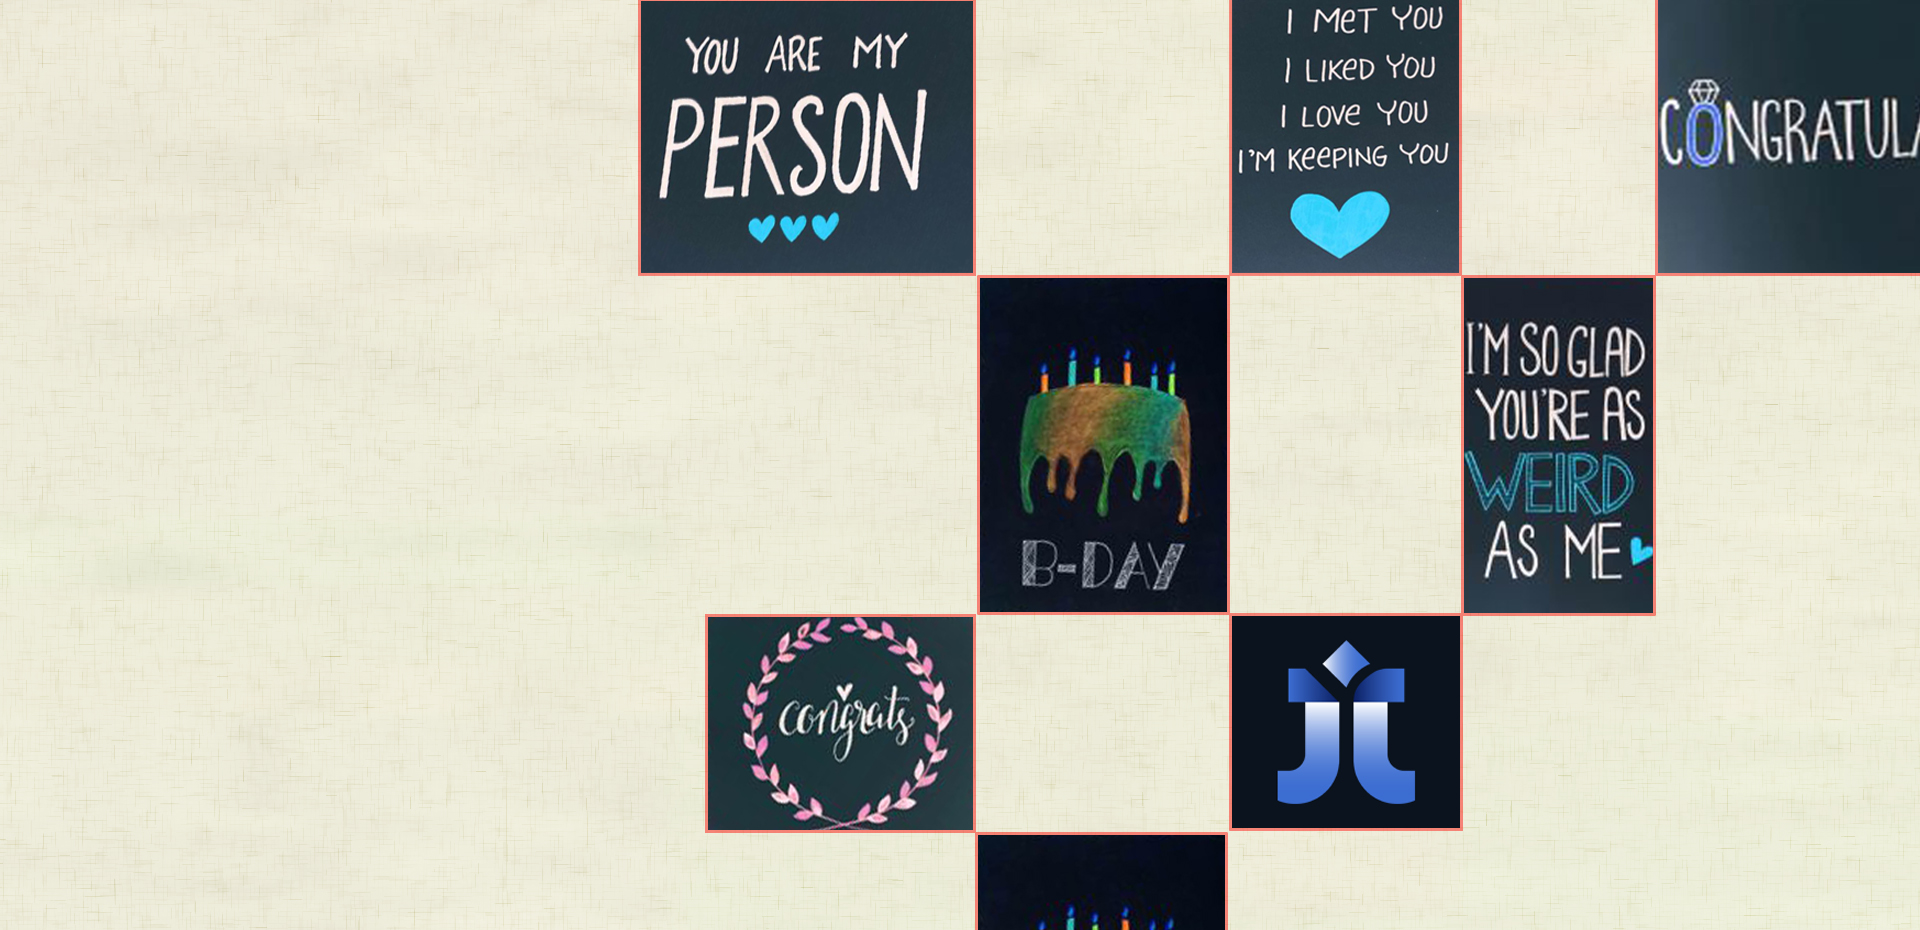 YOU ARE MY
PERSON
I MET YOU
I LIKED YOU
I LOVE YOU
I'M KEEPING YOU
CONGRATULA
B-DAY
I'M SO GLAD
YOU'RE AS
WEIRD
AS ME
congrats